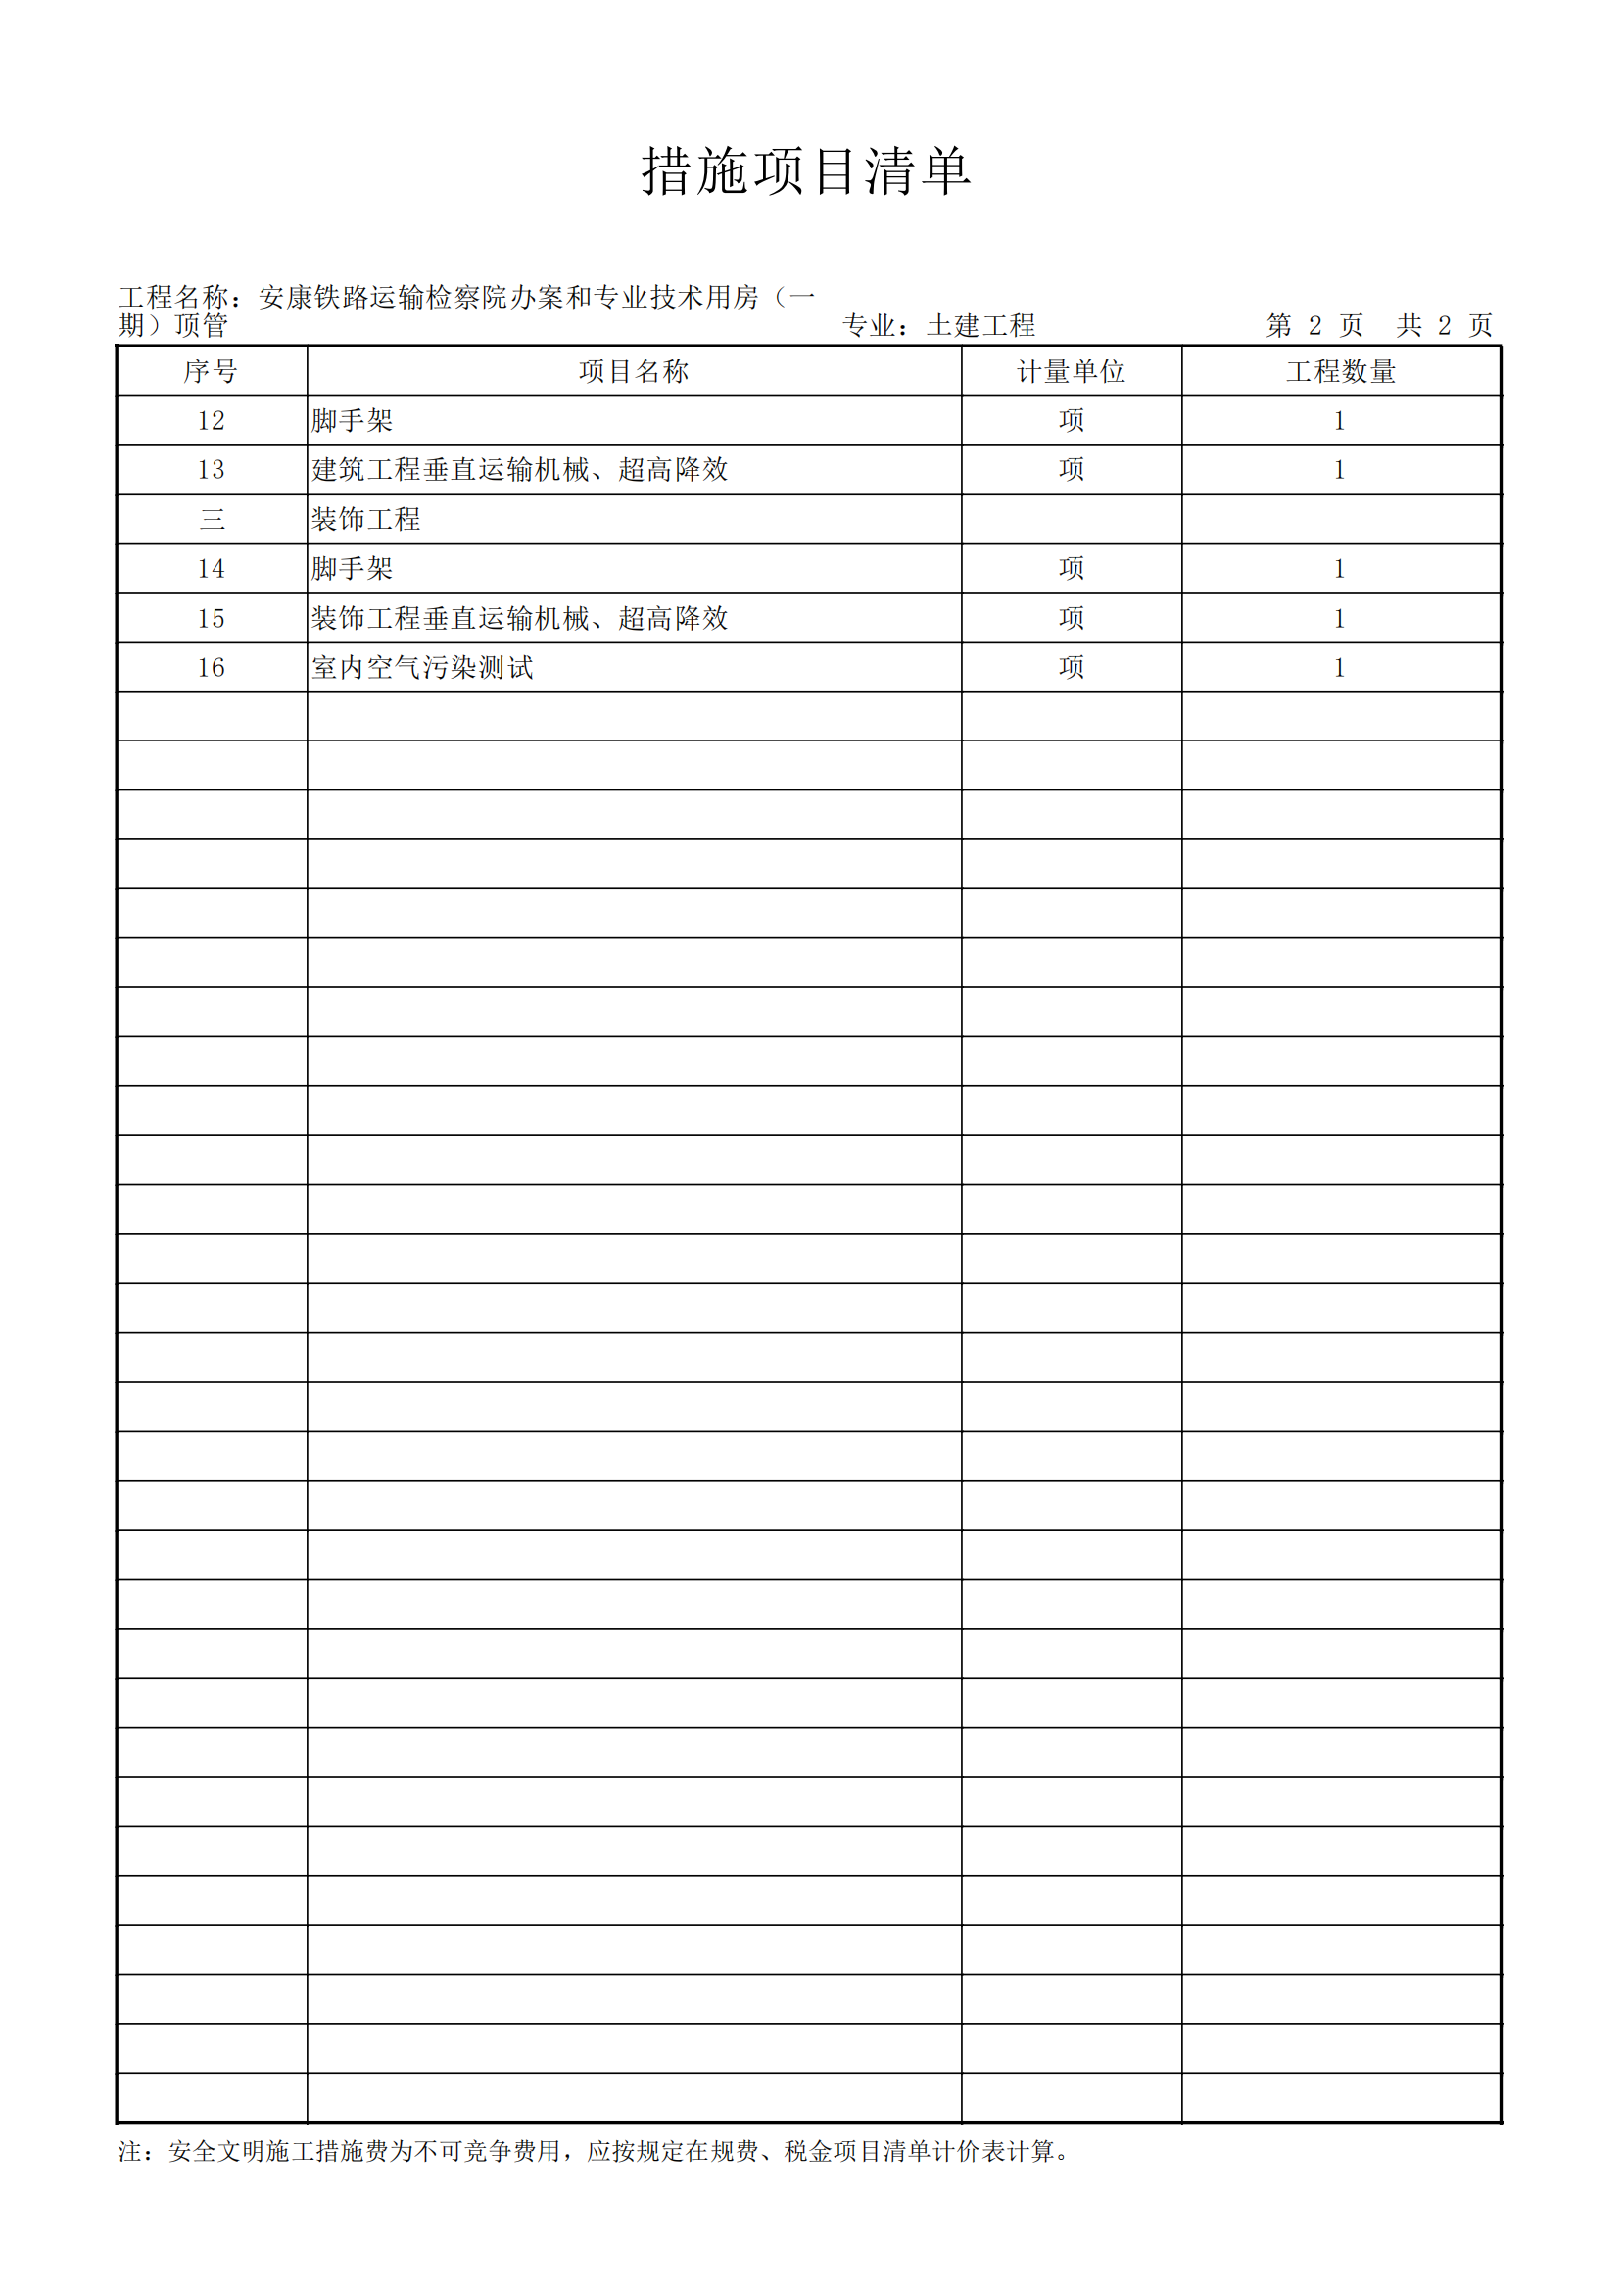 措施项目清单
工程名称：安康铁路运输检察院办案和专业技术用房（一
期）顶管 专业：土建工程 第 2 页 共 2 页
序号 项目名称 计量单位 工程数量
12 脚手架 项 1
13 建筑工程垂直运输机械、超高降效 项 1
三 装饰工程
14 脚手架 项 1
15 装饰工程垂直运输机械、超高降效 项 1
16 室内空气污染测试 项 1
注：安全文明施工措施费为不可竞争费用，应按规定在规费、税金项目清单计价表计算。